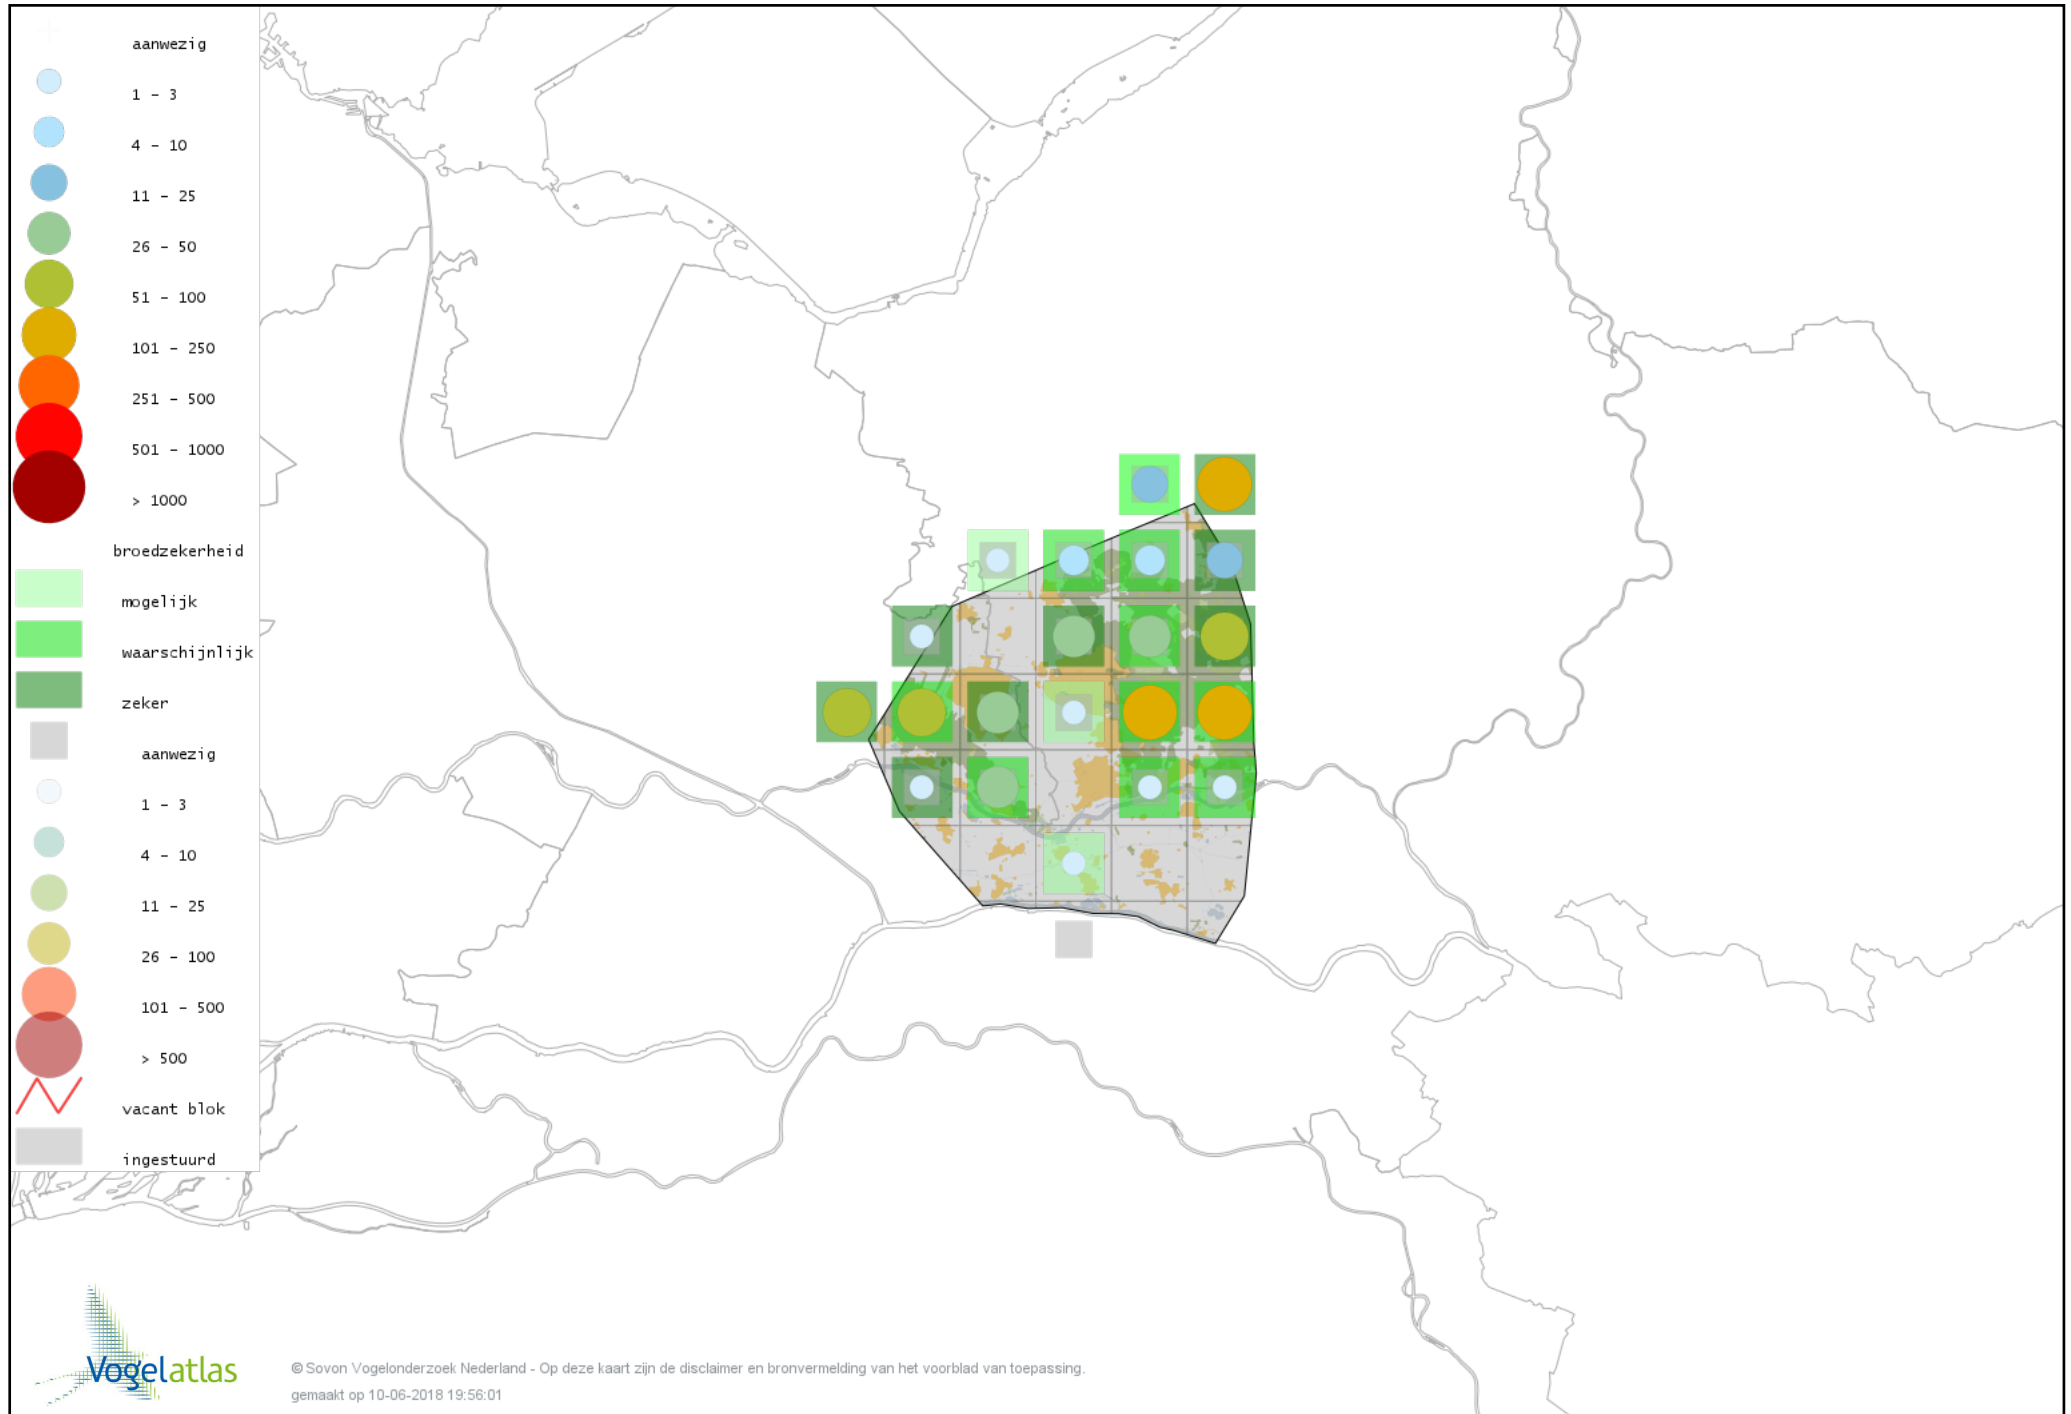 aanwezig
1 - 3
4 - 10
11 - 25
26 - 50
51 - 100
101 - 250
251 - 500
501 - 1000
> 1000
broedzekerheid
mogelijk
waarschijnlijk
zeker
aanwezig
1 - 3
4 - 10
11 - 25
26 - 100
101 - 500
> 500
vacant blok
ingestuurd
Vogelatlas
© Sovon Vogelonderzoek Nederland - Op deze kaart zijn de disclaimer en bronvermelding van het voorblad van toepassing.
gemaakt op 10-06-2018 19:56:01